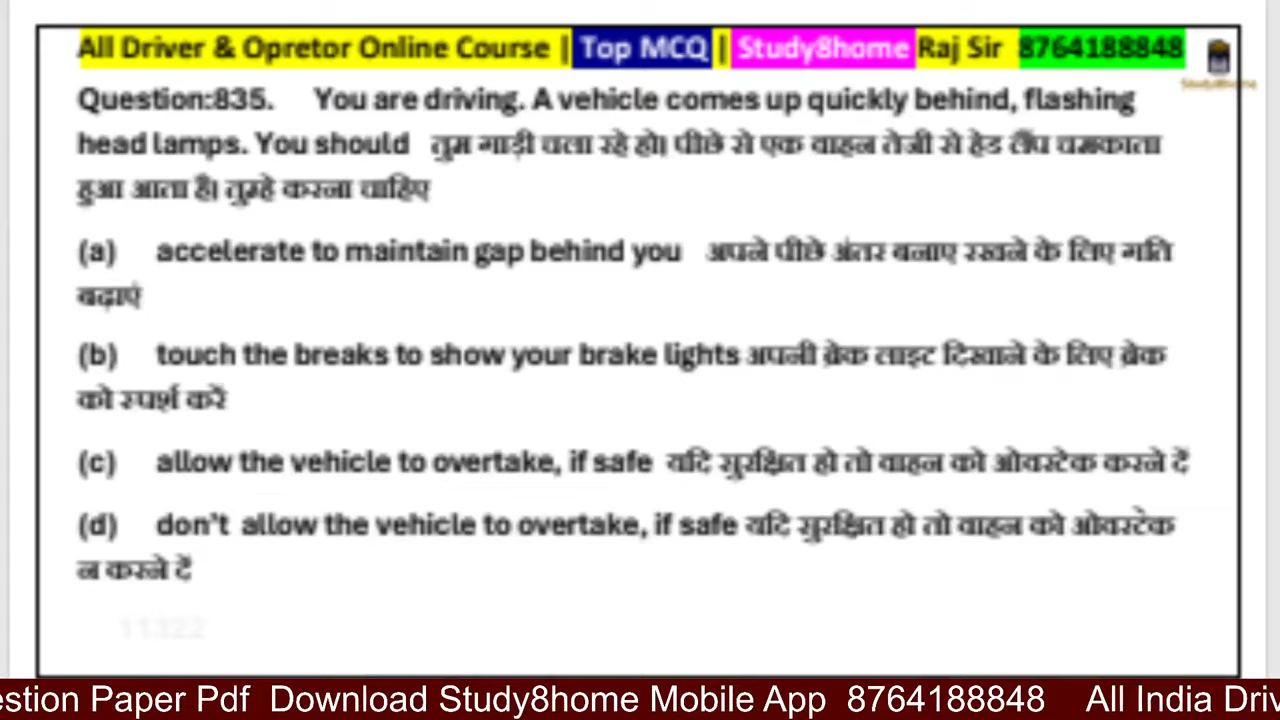 All Driver & Opretor Online Course | Top MCQ | Study8home Raj Sir 8764188848
Study8home
Question:835. You are driving. A vehicle comes up quickly behind, flashing
head lamps. You should तुम गाड़ी चला रहे हो। पीछे से एक वाहन तेजी से हेड लैंप चमकाता
हुआ आता है। तुम्हे करना चाहिए
(a) accelerate to maintain gap behind you अपने पीछे अंतर बनाए रखने के लिए गति
बढ़ाएं
(b) touch the breaks to show your brake lights अपनी ब्रेक लाइट दिखाने के लिए ब्रेक
को स्पर्श करें
(c) allow the vehicle to overtake, if safe यदि सुरक्षित हो तो वाहन को ओवरटेक करने दें
(d) don't allow the vehicle to overtake, if safe यदि सुरक्षित हो तो वाहन को ओवरटेक
न करने दें
11322
estion Paper Pdf Download Study8home Mobile App 8764188848 All India Driv